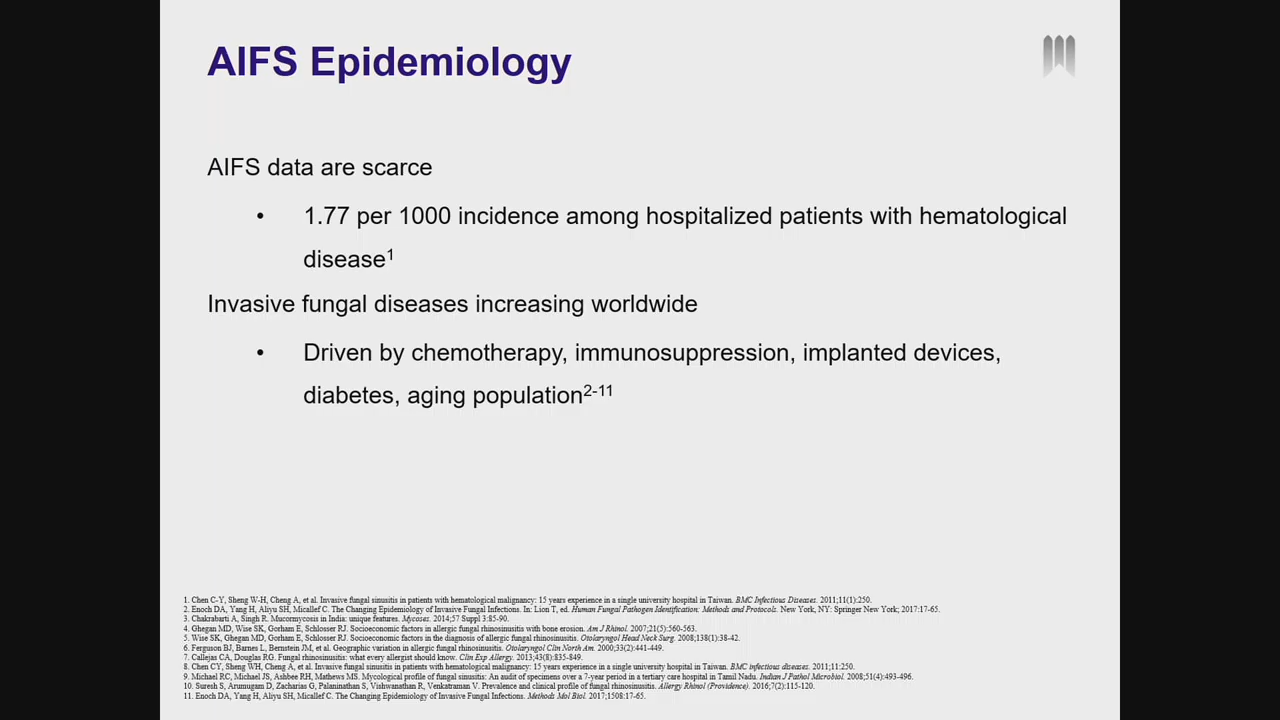 AIFS Epidemiology
AIFS data are scarce
• 1.77 per 1000 incidence among hospitalized patients with hematological
disease¹
Invasive fungal diseases increasing worldwide
• Driven by chemotherapy, immunosuppression, implanted devices,
diabetes, aging population²⁻¹¹
1. Chen C-Y, Sheng W-H, Cheng A, et al. Invasive fungal sinusitis in patients with hematological malignancy: 15 years experience in a single university hospital in Taiwan. BMC Infectious Diseases. 2011;11(1):250.
2. Enoch DA, Yang H, Aliyu SH, Micallef C. The Changing Epidemiology of Invasive Fungal Infections. In: Lion T, ed. Human Fungal Pathogen Identification: Methods and Protocols. New York, NY: Springer New York; 2017:17-65.
3. Chakrabarti A, Singh R. Mucormycosis in India: unique features. Mycoses. 2014;57 Suppl 3:85-90.
4. Ghegan MD, Wise SK, Gorham E, Schlosser RJ. Socioeconomic factors in allergic fungal rhinosinusitis with bone erosion. Am J Rhinol. 2007;21(5):560-563.
5. Wise SK, Ghegan MD, Gorham E, Schlosser RJ. Socioeconomic factors in the diagnosis of allergic fungal rhinosinusitis. Otolaryngol Head Neck Surg. 2008;138(1):38-42.
6. Ferguson BJ, Barnes L, Bernstein JM, et al. Geographic variation in allergic fungal rhinosinusitis. Otolaryngol Clin North Am. 2000;33(2):441-449.
7. Callejas CA, Douglas RG. Fungal rhinosinusitis: what every allergist should know. Clin Exp Allergy. 2013;43(8):835-849.
8. Chen CY, Sheng WH, Cheng A, et al. Invasive fungal sinusitis in patients with hematological malignancy: 15 years experience in a single university hospital in Taiwan. BMC infectious diseases. 2011;11:250.
9. Michael RC, Michael JS, Ashbee RH, Mathews MS. Mycological profile of fungal sinusitis: An audit of specimens over a 7-year period in a tertiary care hospital in Tamil Nadu. Indian J Pathol Microbiol. 2008;51(4):493-496.
10. Suresh S, Arumugam D, Zacharias G, Palaninathan S, Vishwanathan R, Venkatraman V. Prevalence and clinical profile of fungal rhinosinusitis. Allergy Rhinol (Providence). 2016;7(2):115-120.
11. Enoch DA, Yang H, Aliyu SH, Micallef C. The Changing Epidemiology of Invasive Fungal Infections. Methods Mol Biol. 2017;1508:17-65.